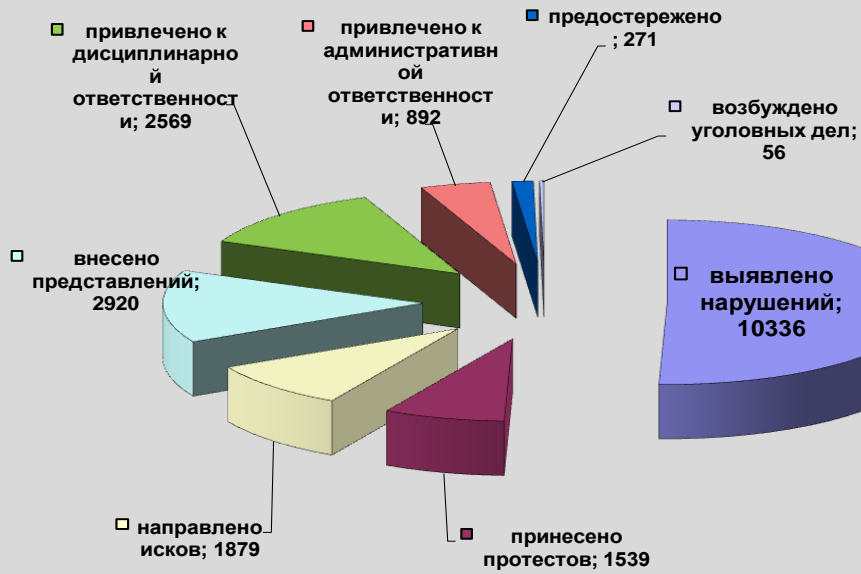 привлечено к
дисциплинарно
й
ответственност
и; 2569
привлечено к
административн
ой
ответственност
и; 892
предостережено
; 271
возбуждено
уголовных дел;
56
внесено
представлений;
2920
выявлено
нарушений;
10336
направлено
исков; 1879
принесено
протестов; 1539